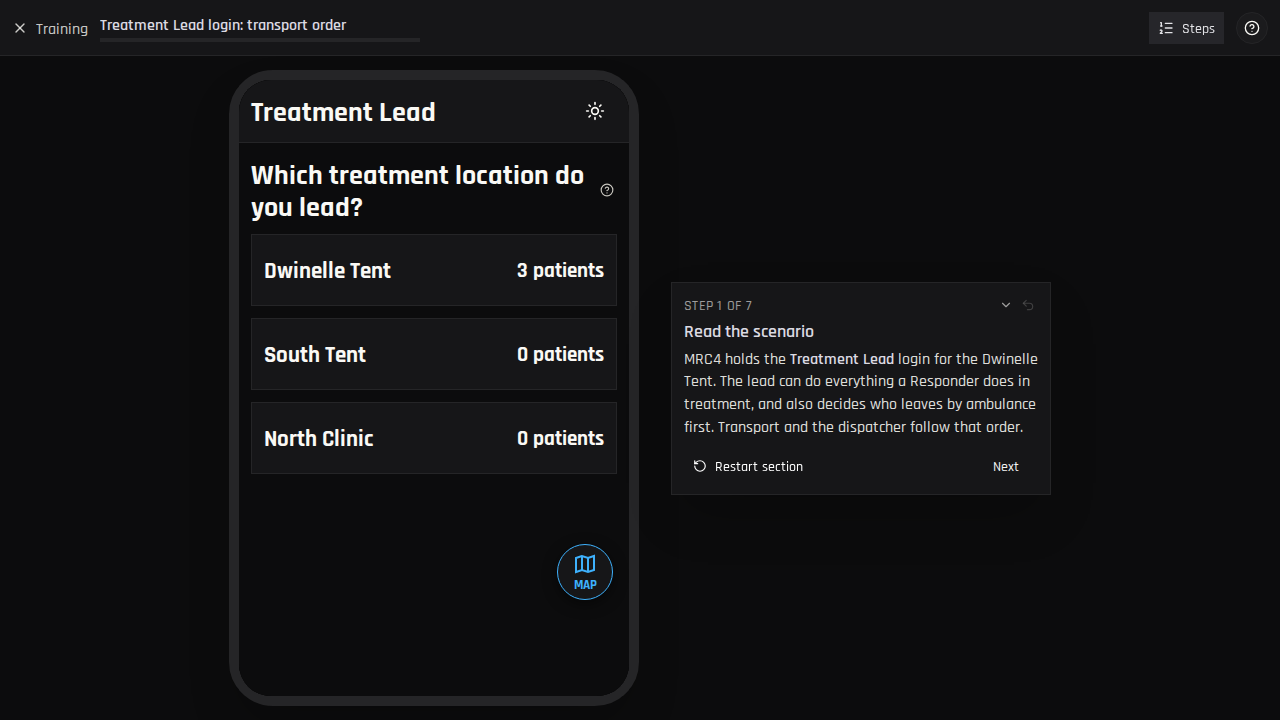 Training
Treatment Lead login: transport order
Steps
Treatment Lead
Which treatment location do
you lead?
Dwinelle Tent
3 patients
South Tent
0 patients
North Clinic
0 patients
MAP
STEP 1 OF 7
Read the scenario
MRC4 holds the Treatment Lead login for the Dwinelle
Tent. The lead can do everything a Responder does in
treatment, and also decides who leaves by ambulance
first. Transport and the dispatcher follow that order.
Restart section
Next